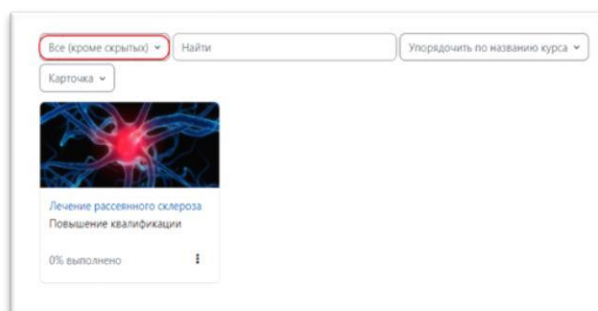 Все (кроме скрытых) Найти Упорядочить по названию курса
Карточка
Лечение рассеянного склероза
Повышение квалификации
0% выполнено